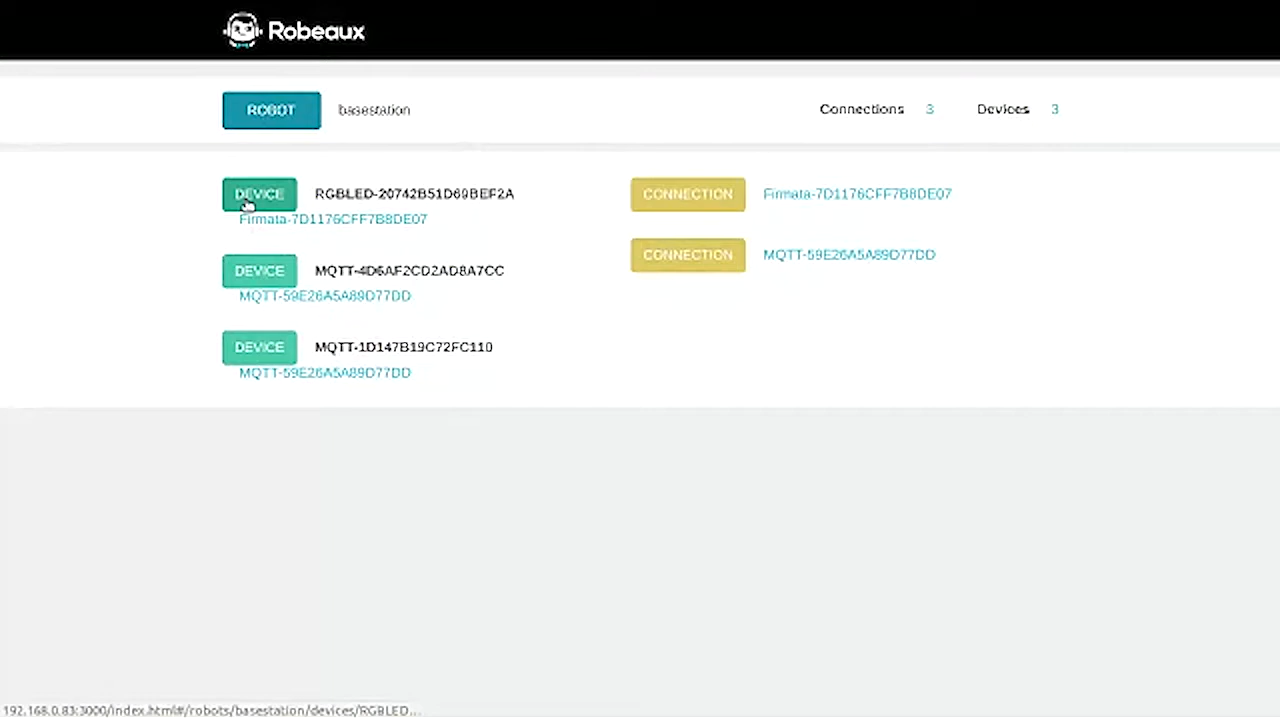 Robeaux
ROBOT basestation Connections 3 Devices 3
DEVICE RGBLED-20742B51D69BEF2A
Firmata-7D1176CFF7B8DE07
DEVICE MQTT-4D6AF2CD2AD8A7CC
MQTT-59E26A5A89D77DD
DEVICE MQTT-1D147B19C72FC110
MQTT-59E26A5A89D77DD
CONNECTION Firmata-7D1176CFF7B8DE07
CONNECTION MQTT-59E26A5A89D77DD
192.168.0.83:3000/index.html#/robots/basestation/devices/RGBLED...